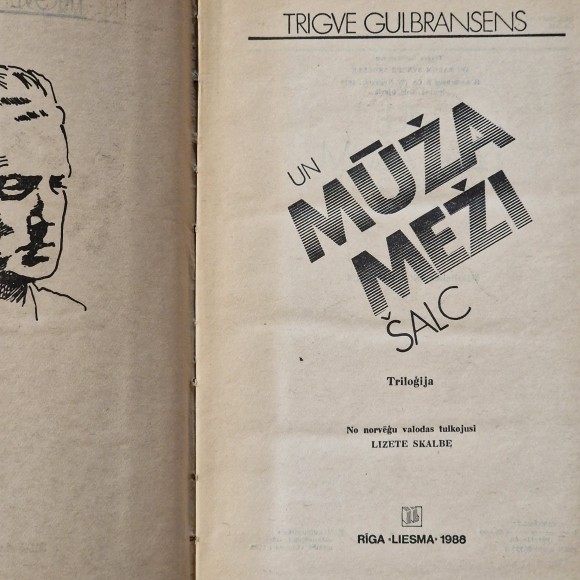 TRIGVE GULBRANSENS
UN
MŪŽA
MEŽI
ŠALC
Triloģija
No norvēģu valodas tulkojusi
LIZETE SKALBE
RĪGA ·LIESMA· 1988